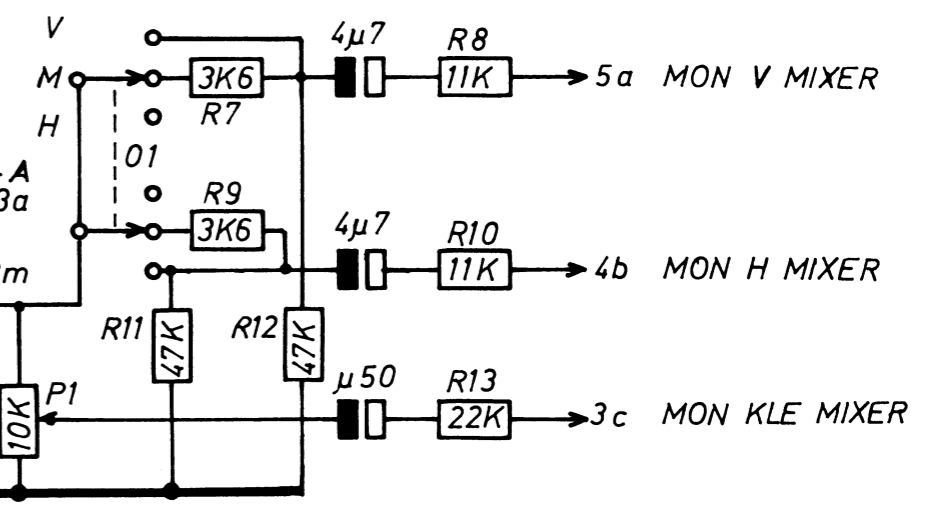 V
4µ7
R8
M
3K6
11K
5a MON V MIXER
R7
H
O1
A
3a
R9
3K6
4µ7
R10
11K
4b MON H MIXER
m
R11
47K
R12
47K
µ50
R13
P1
10K
22K
3c MON KLE MIXER